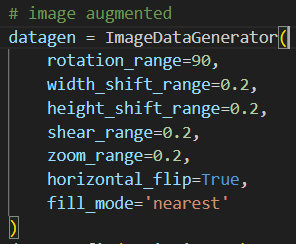 # image augmented
datagen = ImageDataGenerator(
    rotation_range=90,
    width_shift_range=0.2,
    height_shift_range=0.2,
    shear_range=0.2,
    zoom_range=0.2,
    horizontal_flip=True,
    fill_mode='nearest'
)